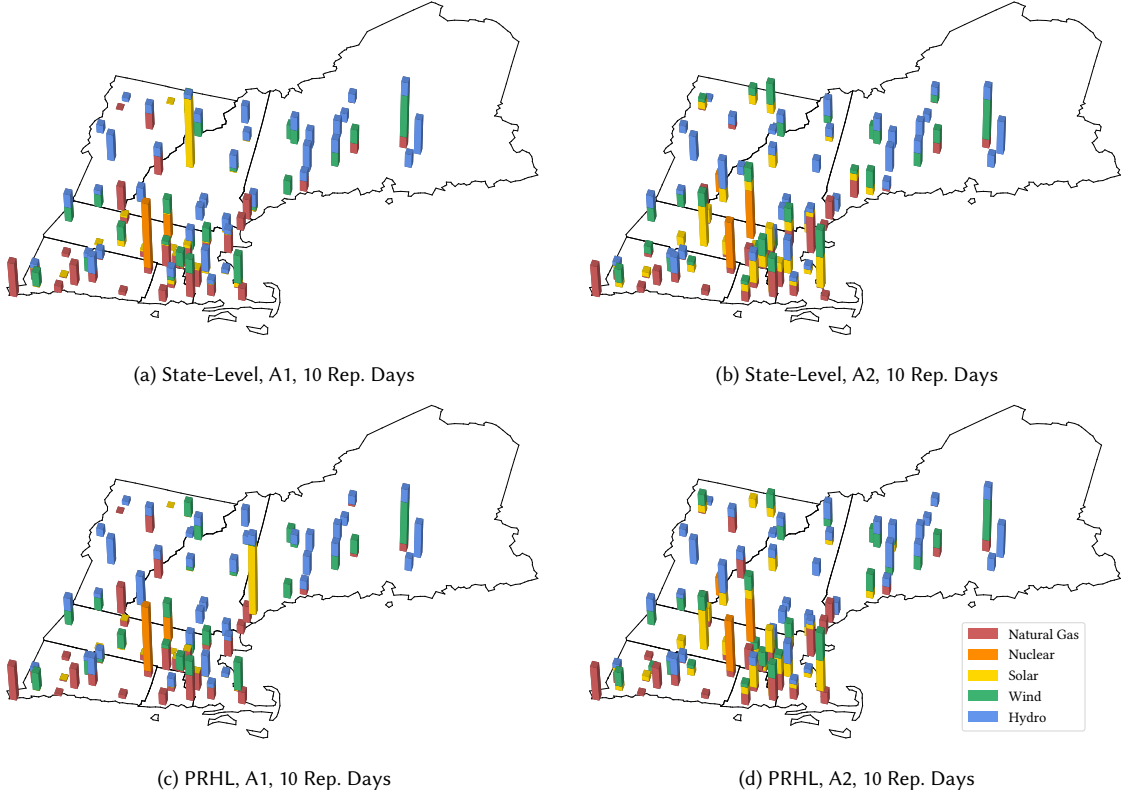 (a) State-Level, A1, 10 Rep. Days
(b) State-Level, A2, 10 Rep. Days
Natural Gas
Nuclear
Solar
Wind
Hydro
(c) PRHL, A1, 10 Rep. Days
(d) PRHL, A2, 10 Rep. Days